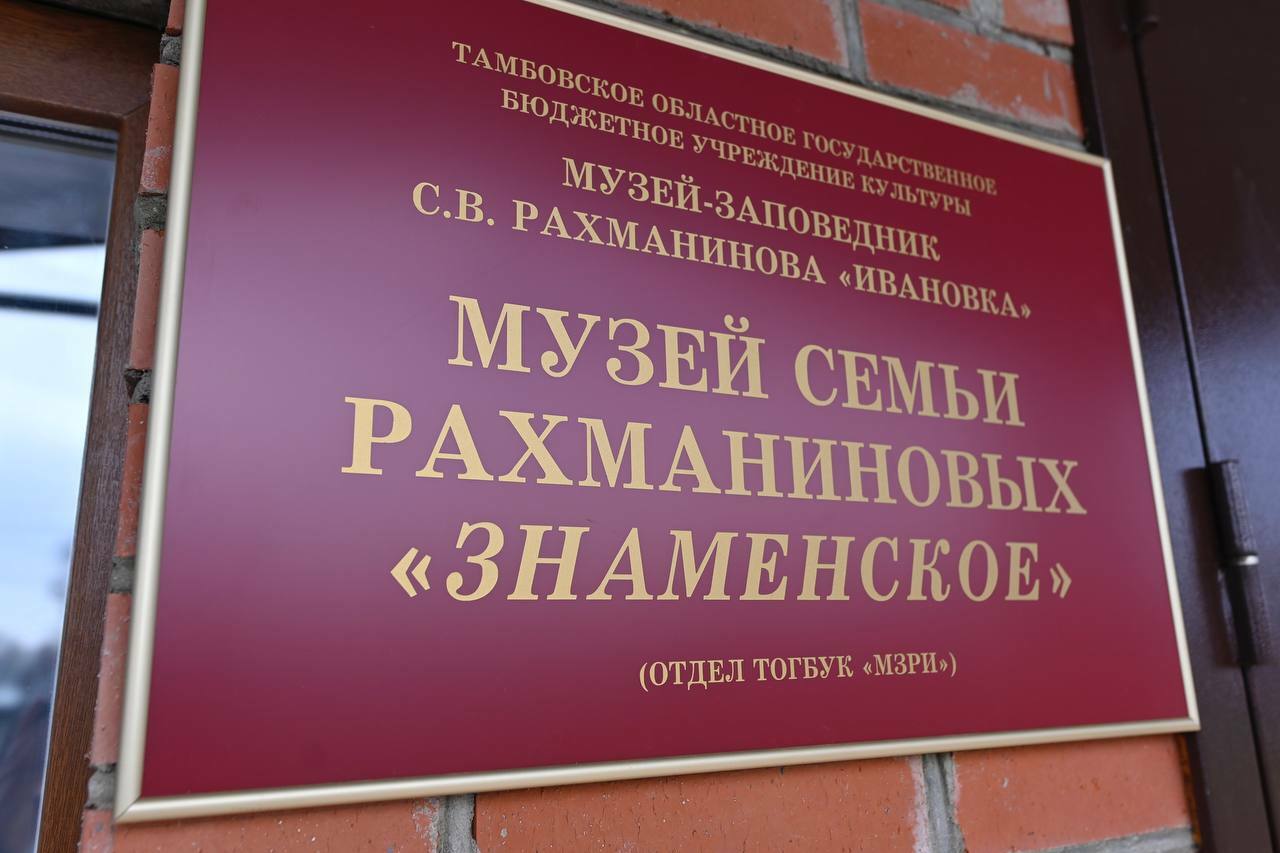 ТАМБОВСКОЕ ОБЛАСТНОЕ ГОСУДАРСТВЕННОЕ
БЮДЖЕТНОЕ УЧРЕЖДЕНИЕ КУЛЬТУРЫ
МУЗЕЙ-ЗАПОВЕДНИК
С.В. РАХМАНИНОВА «ИВАНОВКА»
МУЗЕЙ СЕМЬИ
РАХМАНИНОВЫХ
«ЗНАМЕНСКОЕ»
(ОТДЕЛ ТОГБУК «МЗРИ»)